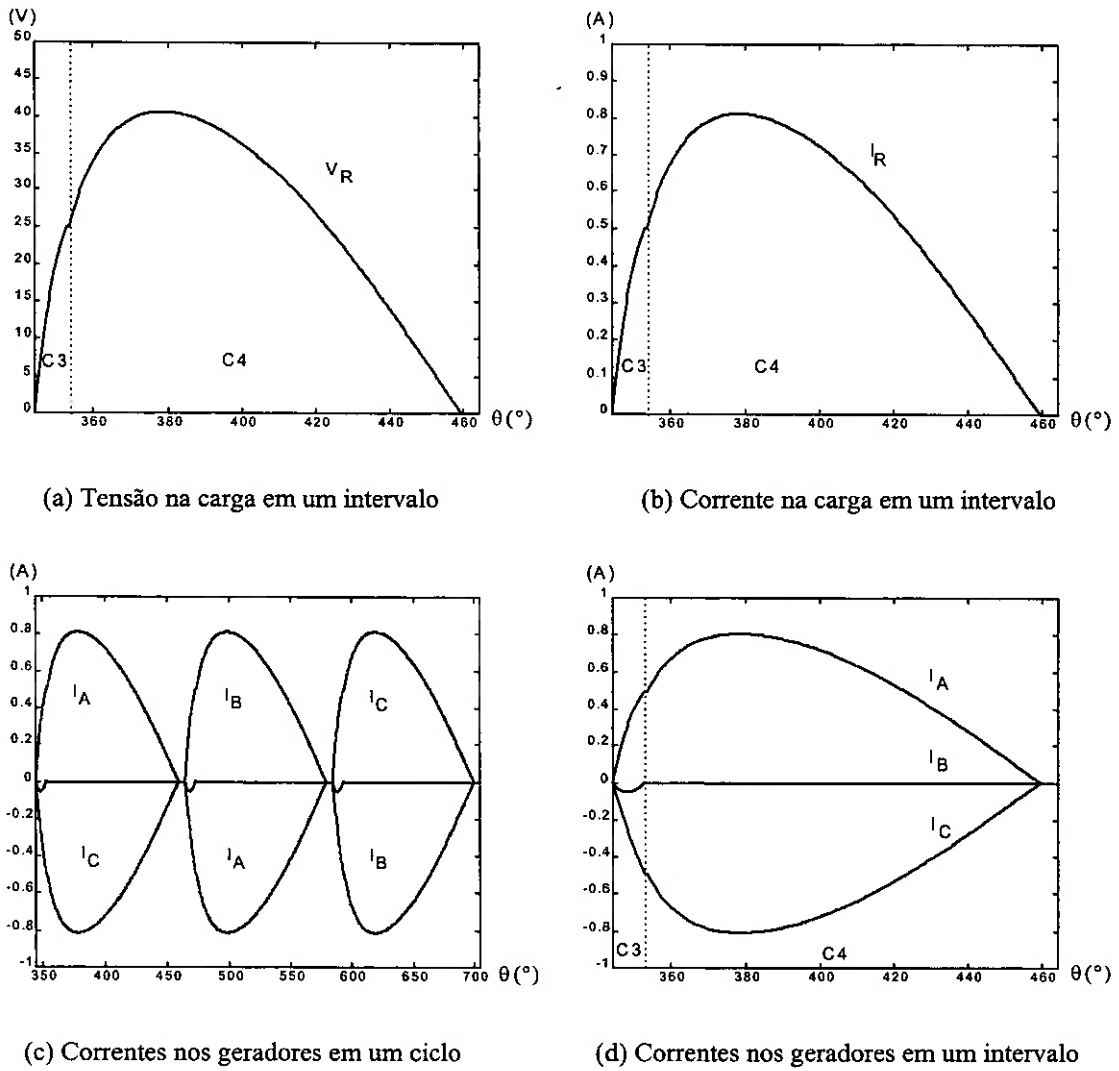 (V)
50
45
40
35
30
25
20
15
10
5
0
V R
C3
C4
360
380
400
420
440
460
θ(°)
(a) Tensão na carga em um intervalo
(A)
1
0.9
0.8
0.7
0.6
0.5
0.4
0.3
0.2
0.1
0
I R
C3
C4
360
380
400
420
440
460
θ(°)
(b) Corrente na carga em um intervalo
(A)
1
0.8
0.6
0.4
0.2
0
-0.2
-0.4
-0.6
-0.8
-1
I A
I B
I C
I C
I A
I B
350
400
450
500
550
600
650
700
θ(°)
(c) Correntes nos geradores em um ciclo
(A)
1
0.8
0.6
0.4
0.2
0
-0.2
-0.4
-0.6
-0.8
-1
I A
I B
I C
C3
C4
360
380
400
420
440
460
θ(°)
(d) Correntes nos geradores em um intervalo